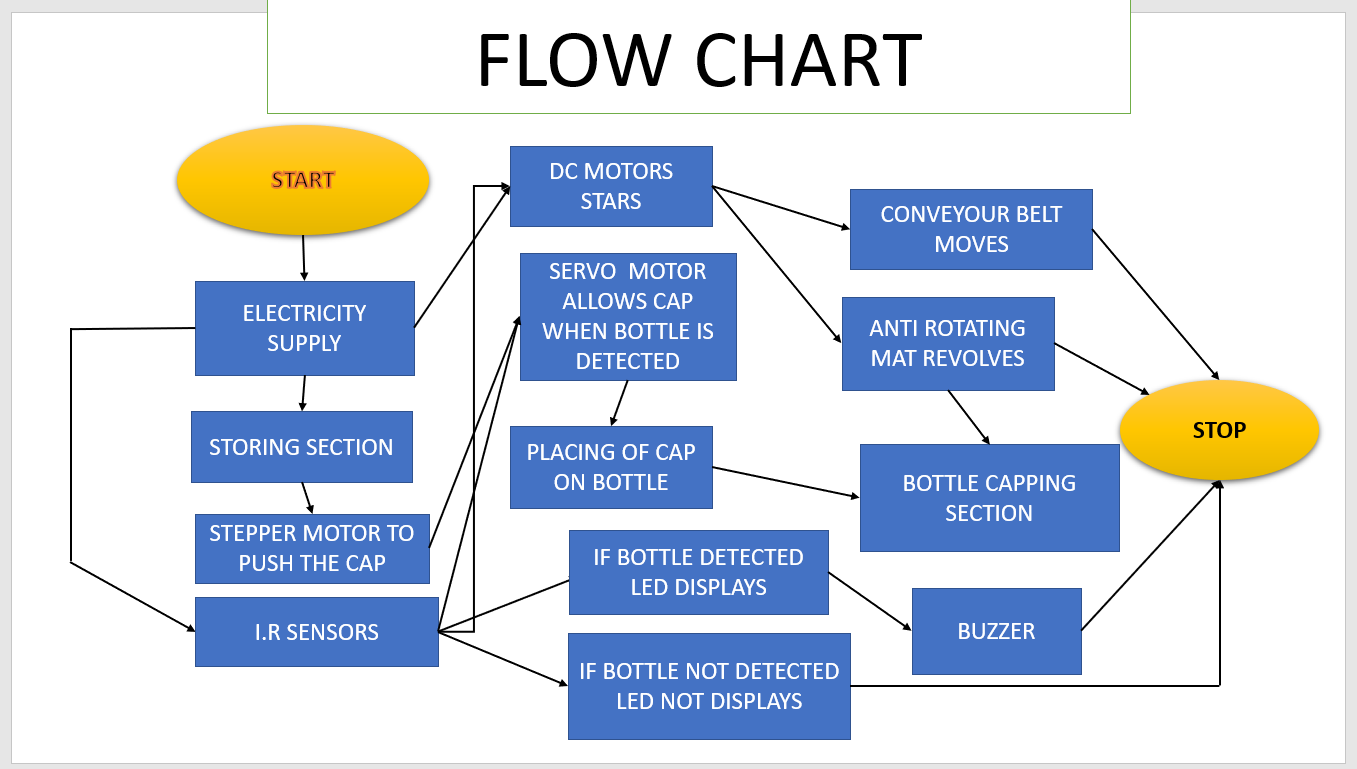 FLOW CHART
START
ELECTRICITY
SUPPLY
STORING SECTION
STEPPER MOTOR TO
PUSH THE CAP
I.R SENSORS
DC MOTORS
STARS
SERVO  MOTOR
ALLOWS CAP
WHEN BOTTLE IS
DETECTED
PLACING OF CAP
ON BOTTLE
IF BOTTLE DETECTED
LED DISPLAYS
IF BOTTLE NOT DETECTED
LED NOT DISPLAYS
CONVEYOUR BELT
MOVES
ANTI ROTATING
MAT REVOLVES
BOTTLE CAPPING
SECTION
BUZZER
STOP